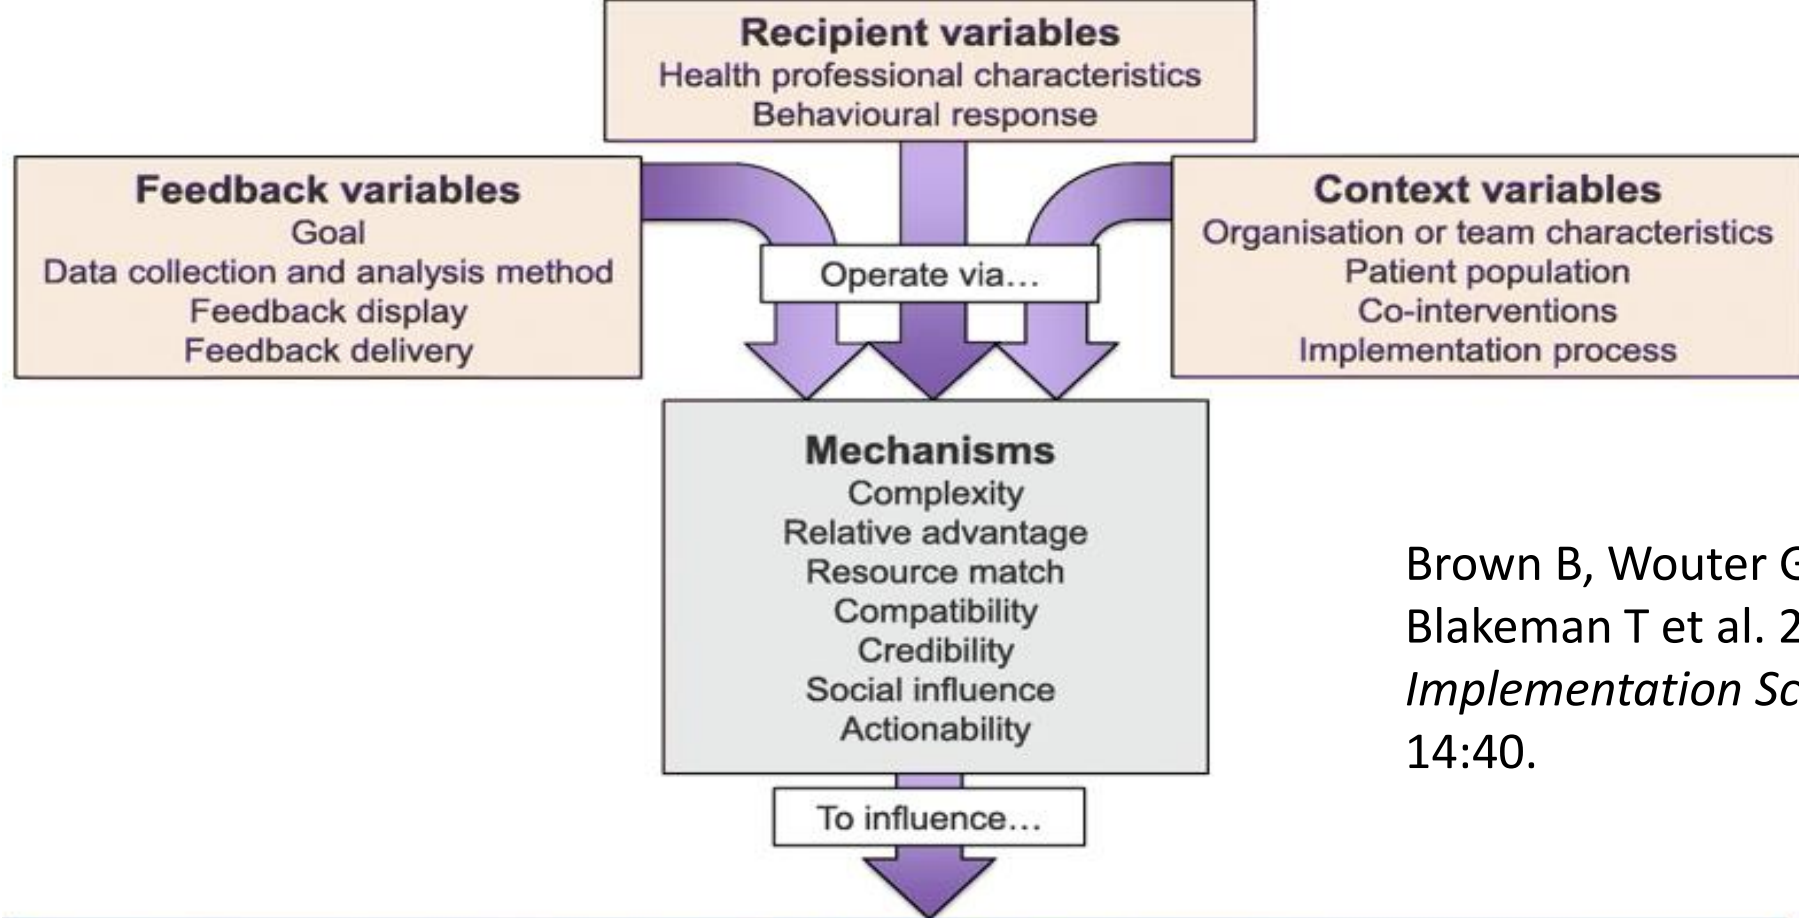 Recipient variables
Health professional characteristics
Behavioural response
Feedback variables
Goal
Data collection and analysis method
Feedback display
Feedback delivery
Context variables
Organisation or team characteristics
Patient population
Co-interventions
Implementation process
Operate via…
Mechanisms
Complexity
Relative advantage
Resource match
Compatibility
Credibility
Social influence
Actionability
To influence…
Brown B, Wouter
Blakeman T et al.
Implementation
14:40.